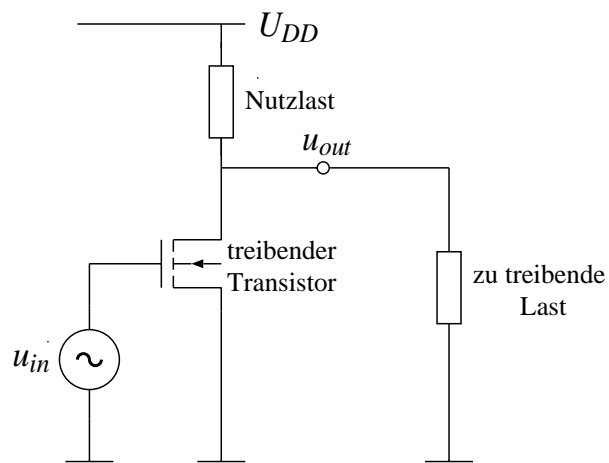 U_DD
Nutzlast
u_out
treibender
Transistor
zu treibende
Last
u_in